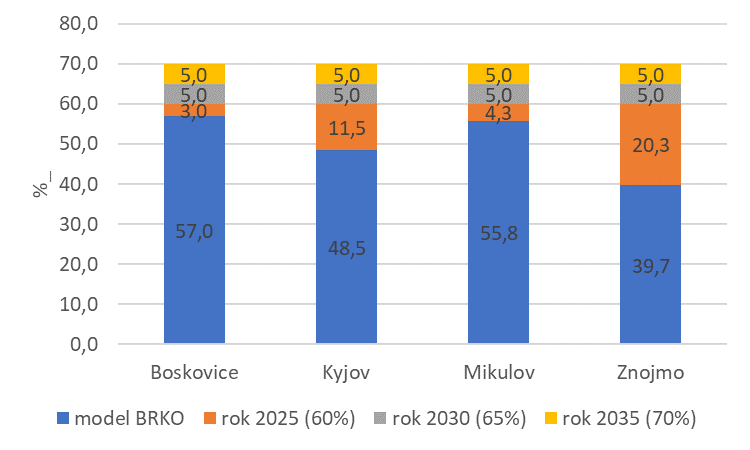 80,0
70,0
60,0
50,0
40,0
30,0
20,0
10,0
0,0
%_
5,0 5,0 5,0 5,0
5,0 5,0 5,0 5,0
3,0 11,5 4,3 20,3
57,0 48,5 55,8 39,7
Boskovice Kyjov Mikulov Znojmo
model BRKO rok 2025 (60%) rok 2030 (65%) rok 2035 (70%)